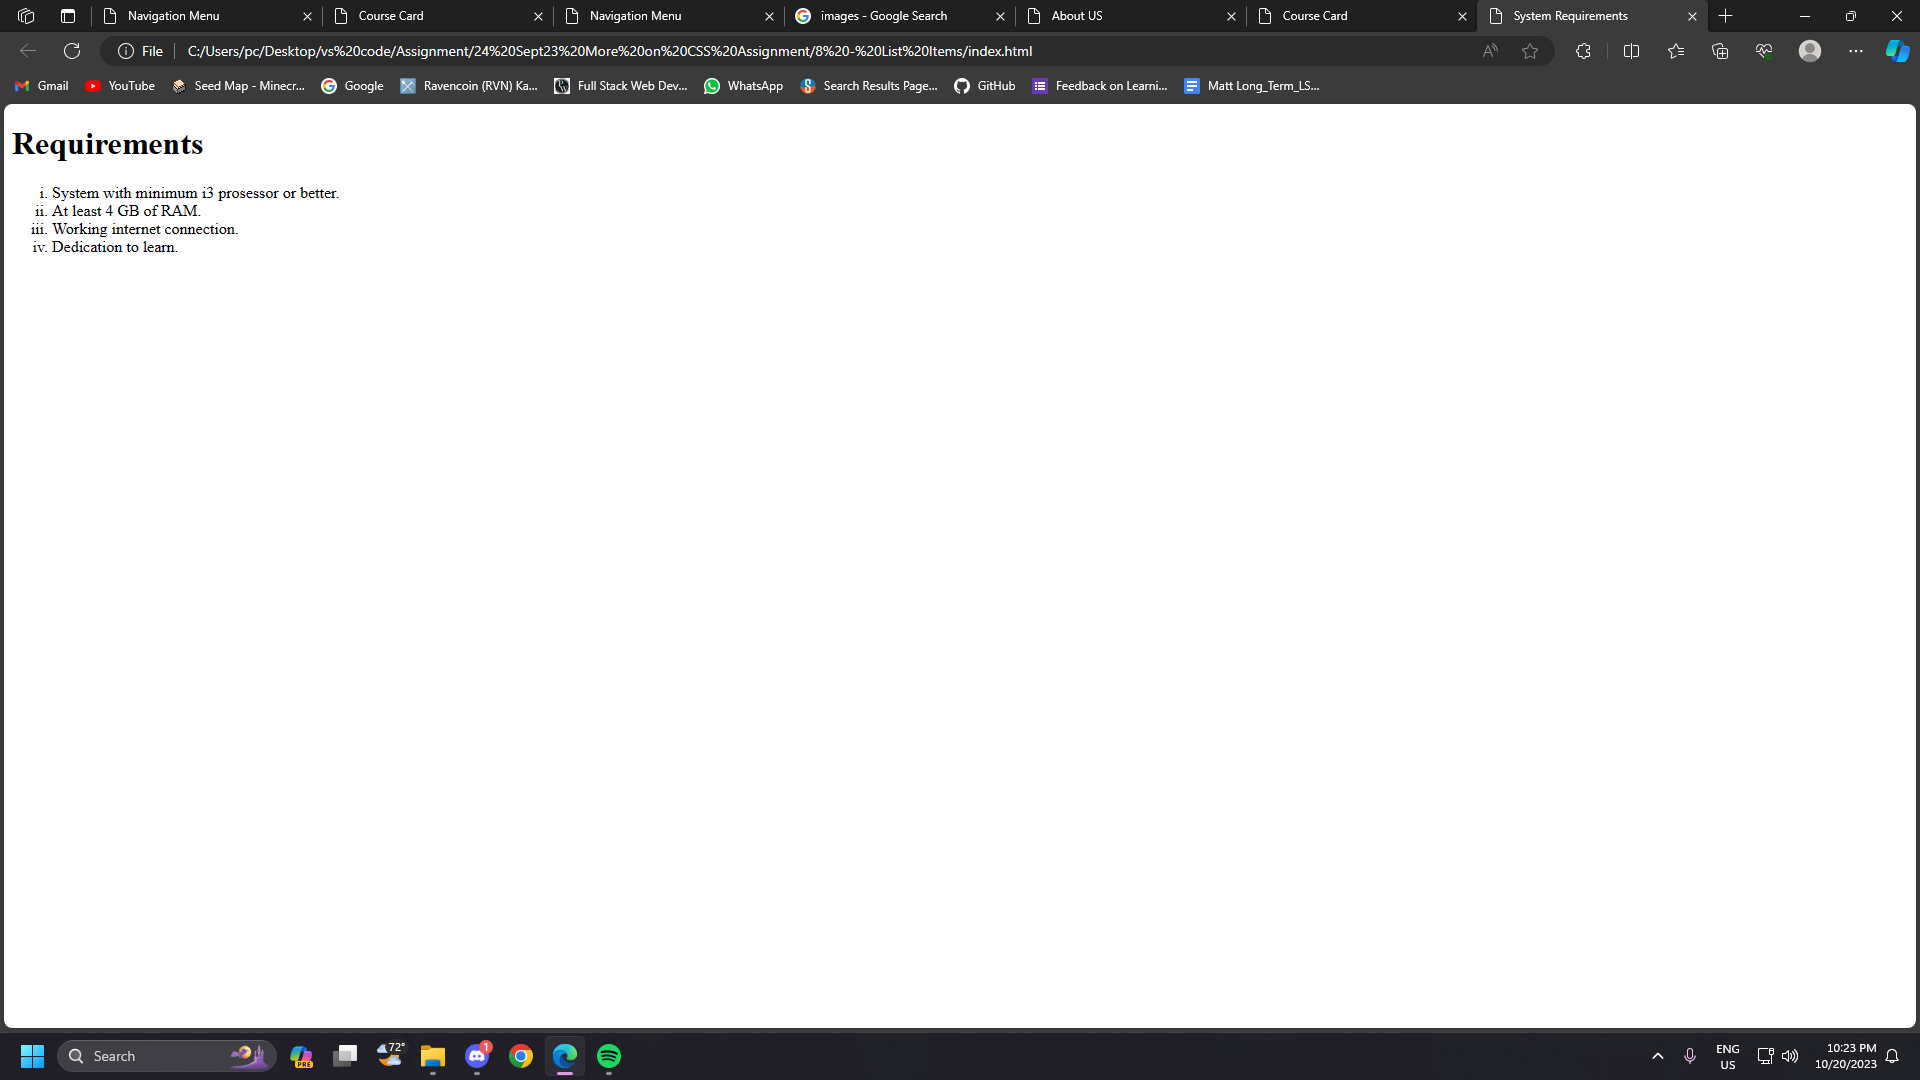 Navigation Menu
Course Card
Navigation Menu
images - Google Search
About US
Course Card
System Requirements
File
C:/Users/pc/Desktop/vs%20code/Assignment/24%20Sept23%20More%20on%20CSS%20Assignment/8%20-%20List%20Items/index.html
Gmail
YouTube
Seed Map - Minecr...
Google
Ravencoin (RVN) Ka...
Full Stack Web Dev...
WhatsApp
Search Results Page...
GitHub
Feedback on Learni...
Matt Long_Term_LS...
Requirements
i. System with minimum i3 prosessor or better.
ii. At least 4 GB of RAM.
iii. Working internet connection.
iv. Dedication to learn.
Search
PRE
72°
1
ENG
US
10:23 PM
10/20/2023